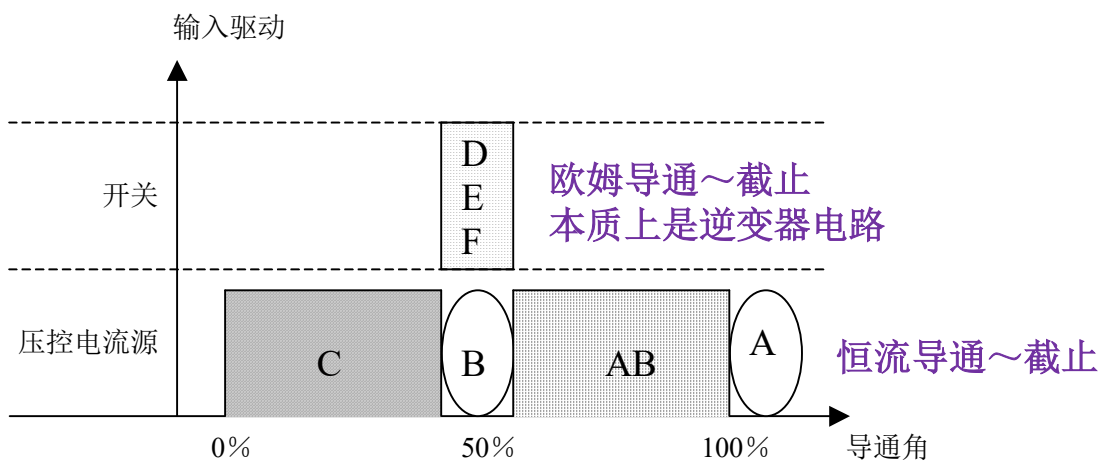 输入驱动
开关
D
E
F
欧姆导通～截止
本质上是逆变器电路
压控电流源
C
B
AB
A
恒流导通～截止
0%
50%
100%
导通角